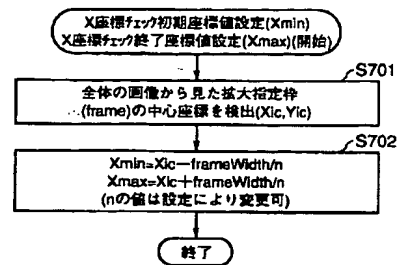 X座標チェック初期座標値設定(Xmin)
X座標チェック終了座標値設定(Xmax)(開始)
S701
全体の画像から見た拡大指定枠
(frame)の中心座標を検出(Xic,Yic)
S702
Xmin=Xic−frameWidth/n
Xmax=Xic+frameWidth/n
(nの値は設定により変更可)
終了